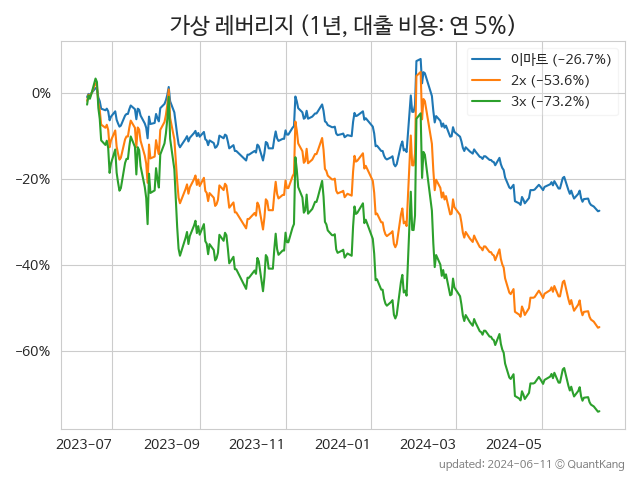 가상 레버리지 (1년, 대출 비용: 연 5%)
이마트 (−26.7%)
2x (−53.6%)
3x (−73.2%)
0%
−20%
−40%
−60%
2023-07 2023-09 2023-11 2024-01 2024-03 2024-05
updated: 2024-06-11 © QuantKang